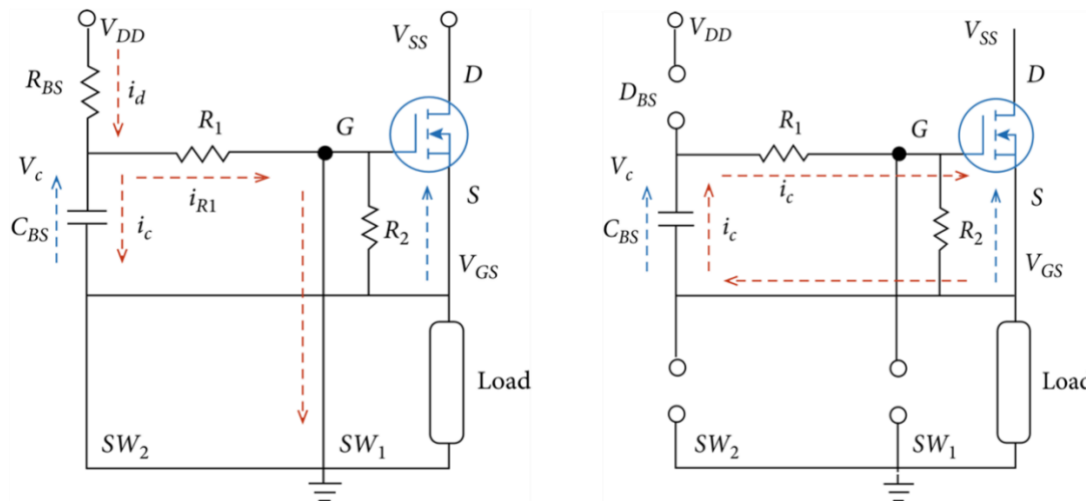 V_DD
V_SS
R_BS
i_d
D
R_1
G
V_c
i_R1
S
C_BS
i_c
R_2
V_GS
Load
SW_2
SW_1
V_DD
V_SS
D_BS
D
R_1
G
V_c
i_c
S
C_BS
i_c
R_2
V_GS
Load
SW_2
SW_1